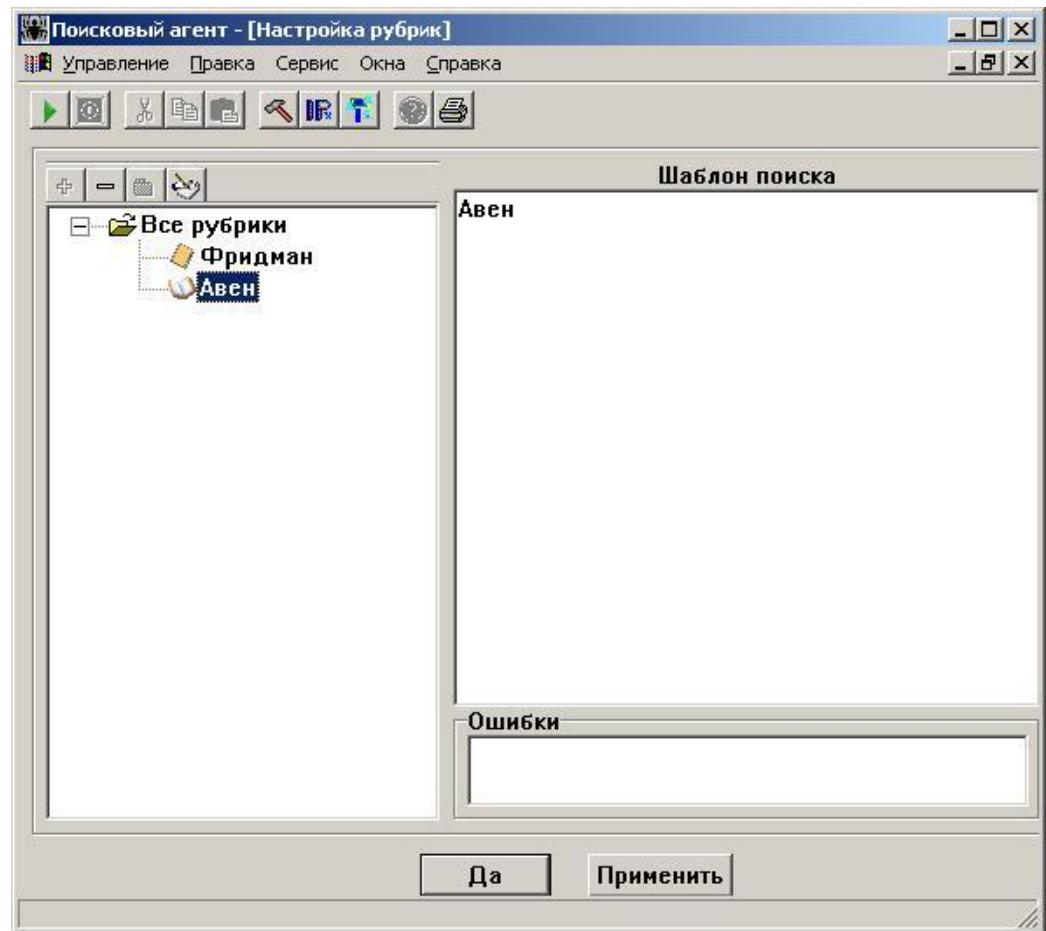 Поисковый агент - [Настройка рубрик]
Управление Правка Сервис Окна Справка
Шаблон поиска
Все рубрики
Фридман
Авен
Авен
Ошибки
Да
Применить